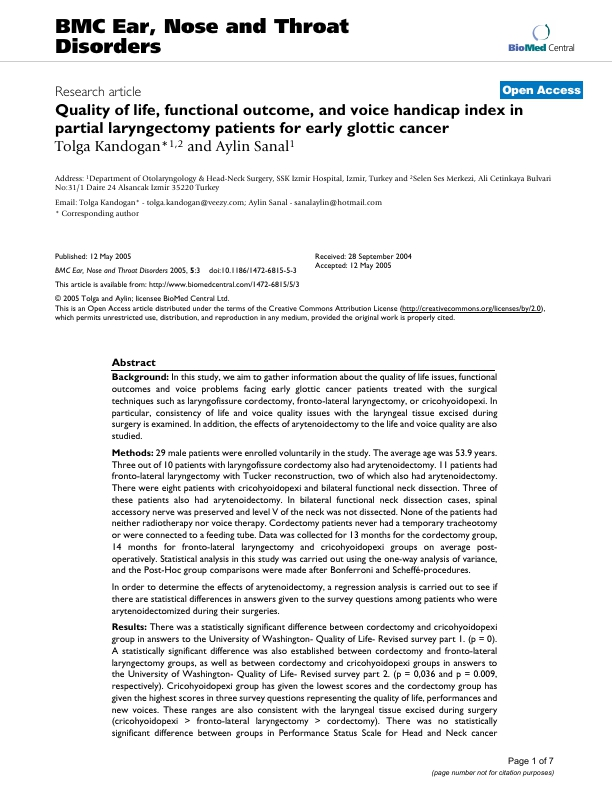 BMC Ear, Nose and Throat
Disorders
BioMed Central
Research article
Open Access
Quality of life, functional outcome, and voice handicap index in
partial laryngectomy patients for early glottic cancer
Tolga Kandogan*1,2 and Aylin Sanal1
Address: 1Department of Otolaryngology & Head-Neck Surgery, SSK Izmir Hospital, Izmir, Turkey and 2Selen Ses Merkezi, Ali Cetinkaya Bulvari
No:31/1 Daire 24 Alsancak Izmir 35220 Turkey
Email: Tolga Kandogan* - tolga.kandogan@veezy.com; Aylin Sanal - sanalaylin@hotmail.com
* Corresponding author
Published: 12 May 2005
BMC Ear, Nose and Throat Disorders 2005, 5:3 doi:10.1186/1472-6815-5-3
Received: 28 September 2004
Accepted: 12 May 2005
This article is available from: http://www.biomedcentral.com/1472-6815/5/3
© 2005 Tolga and Aylin; licensee BioMed Central Ltd.
This is an Open Access article distributed under the terms of the Creative Commons Attribution License (http://creativecommons.org/licenses/by/2.0),
which permits unrestricted use, distribution, and reproduction in any medium, provided the original work is properly cited.
Abstract
Background: In this study, we aim to gather information about the quality of life issues, functional
outcomes and voice problems facing early glottic cancer patients treated with the surgical
techniques such as laryngofissure cordectomy, fronto-lateral laryngectomy, or cricohyoidopexi. In
particular, consistency of life and voice quality issues with the laryngeal tissue excised during
surgery is examined. In addition, the effects of arytenoidectomy to the life and voice quality are also
studied.
Methods: 29 male patients were enrolled voluntarily in the study. The average age was 53.9 years.
Three out of 10 patients with laryngofissure cordectomy also had arytenoidectomy. 11 patients had
fronto-lateral laryngectomy with Tucker reconstruction, two of which also had arytenoidectomy.
There were eight patients with cricohyoidopexi and bilateral functional neck dissection. Three of
these patients also had arytenoidectomy. In bilateral functional neck dissection cases, spinal
accessory nerve was preserved and level V of the neck was not dissected. None of the patients had
neither radiotherapy nor voice therapy. Cordectomy patients never had a temporary tracheotomy
or were connected to a feeding tube. Data was collected for 13 months for the cordectomy group,
14 months for fronto-lateral laryngectomy and cricohyoidopexi groups on average post-
operatively. Statistical analysis in this study was carried out using the one-way analysis of variance,
and the Post-Hoc group comparisons were made after Bonferroni and Scheffé-procedures.
In order to determine the effects of arytenoidectomy, a regression analysis is carried out to see if
there are statistical differences in answers given to the survey questions among patients who were
arytenoidectomized during their surgeries.
Results: There was a statistically significant difference between cordectomy and cricohyoidopexi
group in answers to the University of Washington- Quality of Life- Revised survey part 1. (p = 0).
A statistically significant difference was also established between cordectomy and fronto-lateral
laryngectomy groups, as well as between cordectomy and cricohyoidopexi groups in answers to
the University of Washington- Quality of Life- Revised survey part 2. (p = 0,036 and p = 0.009,
respectively). Cricohyoidopexi group has given the lowest scores and the cordectomy group has
given the highest scores in three survey questions representing the quality of life, performances and
new voices. These ranges are also consistent with the laryngeal tissue excised during surgery
(cricohyoidopexi > fronto-lateral laryngectomy > cordectomy). There was no statistically
significant difference between groups in Performance Status Scale for Head and Neck cancer
Page 1 of 7
(page number not for citation purposes)